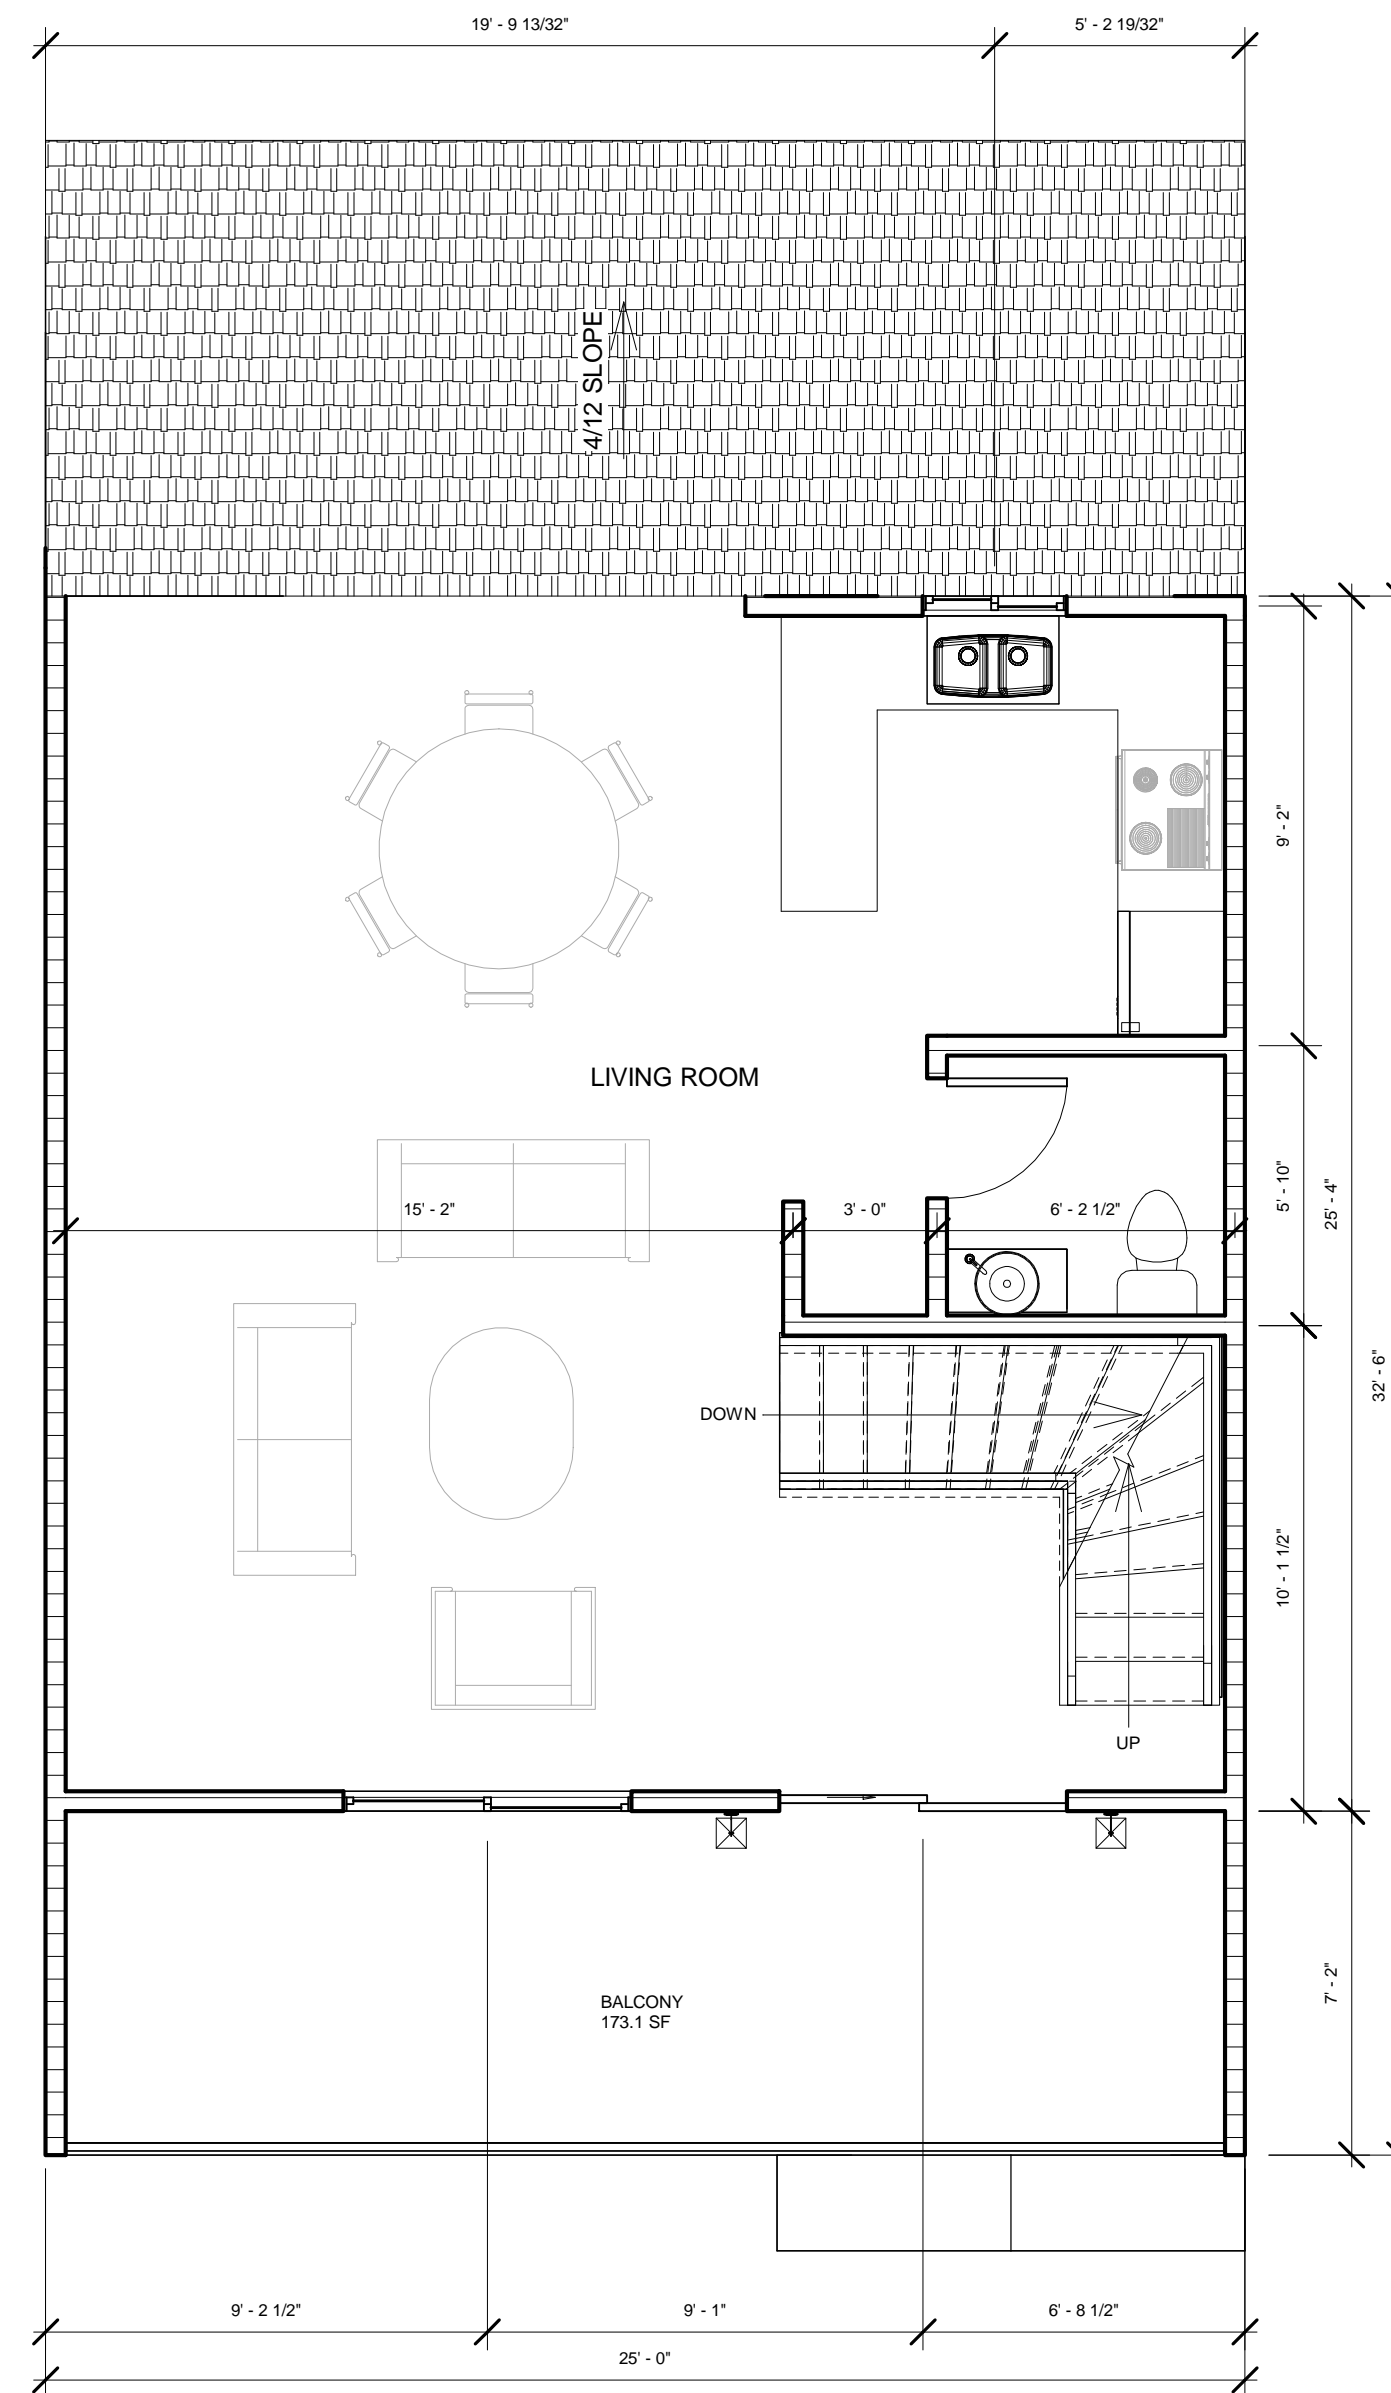 19' - 9 13/32"
5' - 2 19/32"
4/12 SLOPE
9' - 2"
LIVING ROOM
15' - 2"
3' - 0"
6' - 2 1/2"
5' - 10"
25' - 4"
32' - 6"
DOWN
10' - 1 1/2"
UP
7' - 2"
BALCONY
173.1 SF
9' - 2 1/2"
9' - 1"
6' - 8 1/2"
25' - 0"